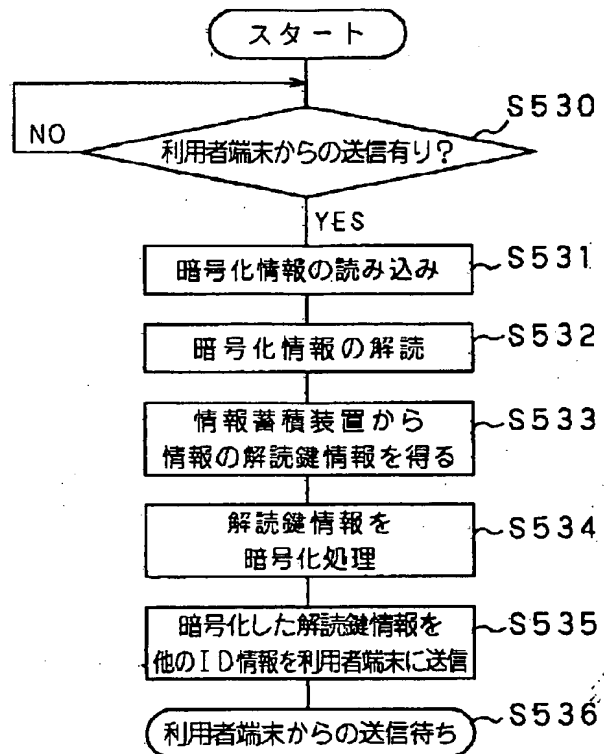 スタート
S530
NO
利用者端末からの送信有り?
YES
暗号化情報の読み込み
S531
暗号化情報の解読
S532
情報蓄積装置から
情報の解読鍵情報を得る
S533
解読鍵情報を
暗号化処理
S534
暗号化した解読鍵情報を
他のID情報を利用者端末に送信
S535
利用者端末からの送信待ち
S536